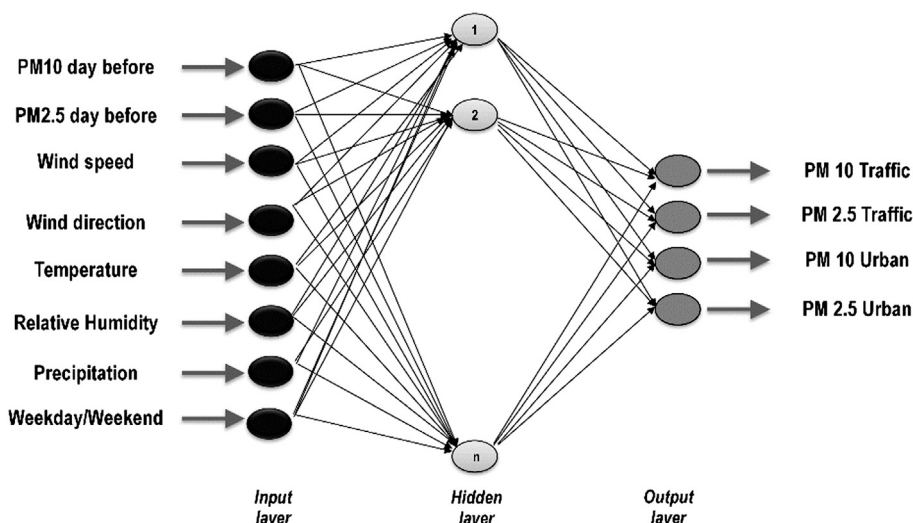 PM10 day before
PM2.5 day before
Wind speed
Wind direction
Temperature
Relative Humidity
Precipitation
Weekday/Weekend
1
2
n
PM 10 Traffic
PM 2.5 Traffic
PM 10 Urban
PM 2.5 Urban
Input
layer
Hidden
layer
Output
layer